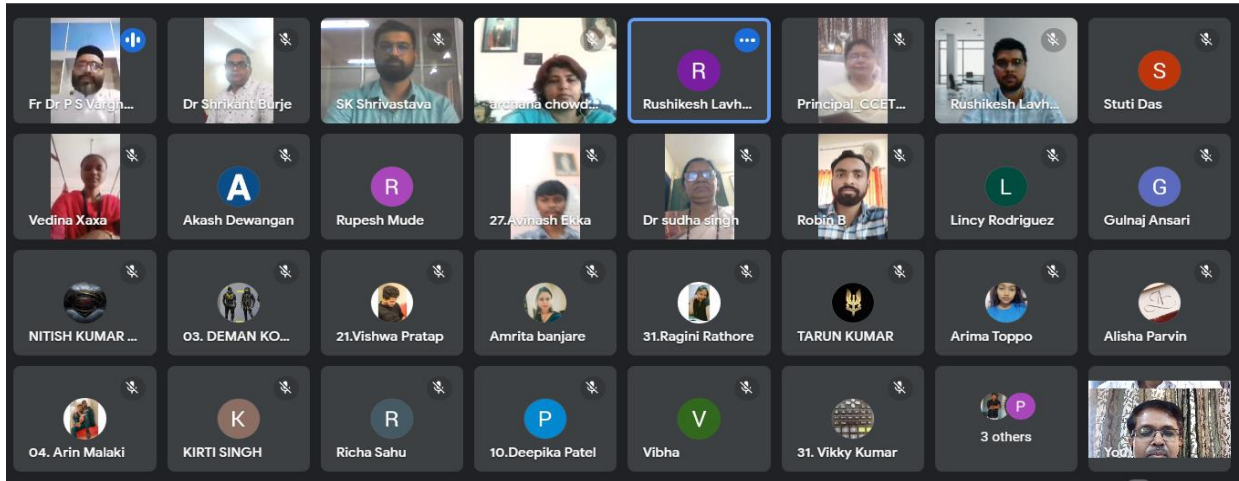 Fr Dr P S Vargh...
Dr Shrikant Burje
SK Shrivastava
archana chowd...
R
Rushikesh Lavh...
Principal_CCET...
Rushikesh Lavh...
S
Stuti Das
Vedina Xaxa
A
Akash Dewangan
R
Rupesh Mude
27.Avinash Ekka
Dr sudha singh
Robin B
L
Lincy Rodriguez
G
Gulnaj Ansari
NITISH KUMAR ...
03. DEMAN KO...
21.Vishwa Pratap
Amrita banjare
31.Ragini Rathore
TARUN KUMAR
Arima Toppo
Alisha Parvin
04. Arin Malaki
K
KIRTI SINGH
R
Richa Sahu
P
10.Deepika Patel
V
Vibha
31. Vikky Kumar
P
3 others
You